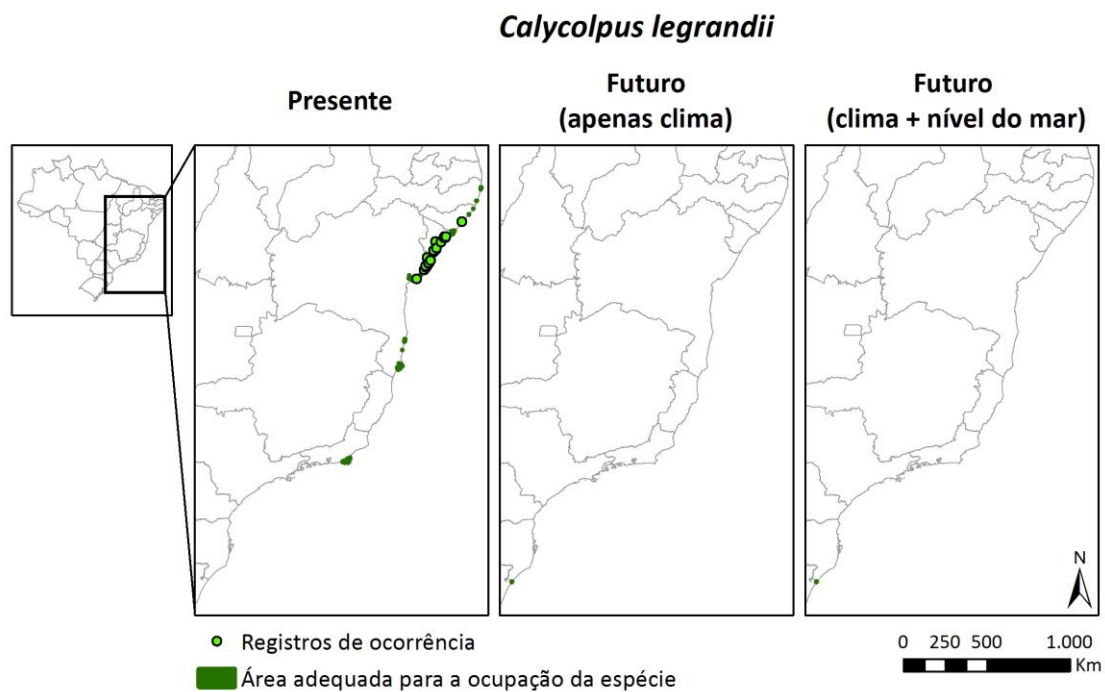 Calycolpus legrandii
Presente
Futuro
(apenas clima)
Futuro
(clima + nível do mar)
N
Registros de ocorrência
Área adequada para a ocupação da espécie
0 250 500 1.000
Km